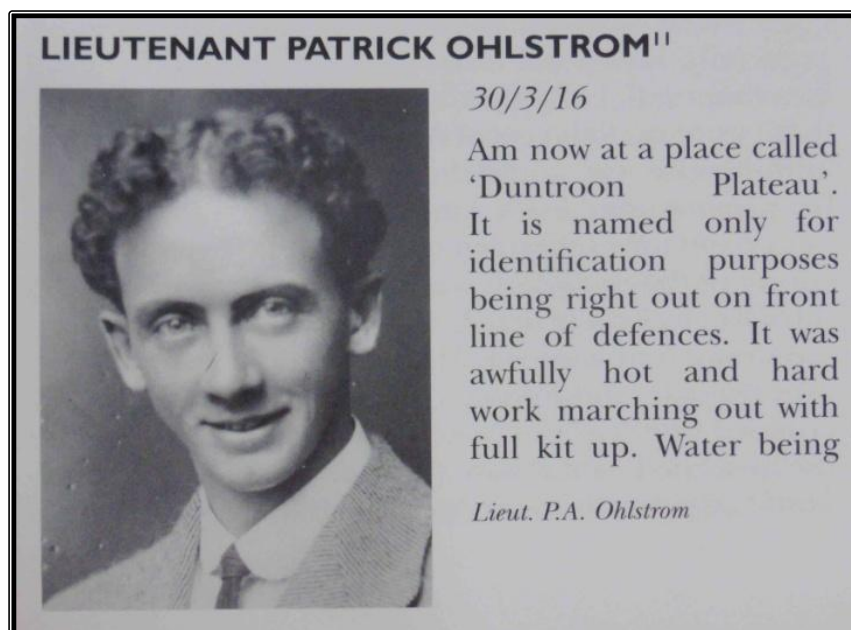 LIEUTENANT PATRICK OHLSTROM¹¹
30/3/16
Am now at a place called
‘Duntroon Plateau’.
It is named only for
identification purposes
being right out on front
line of defences. It was
awfully hot and hard
work marching out with
full kit up. Water being
Lieut. P.A. Ohlstrom